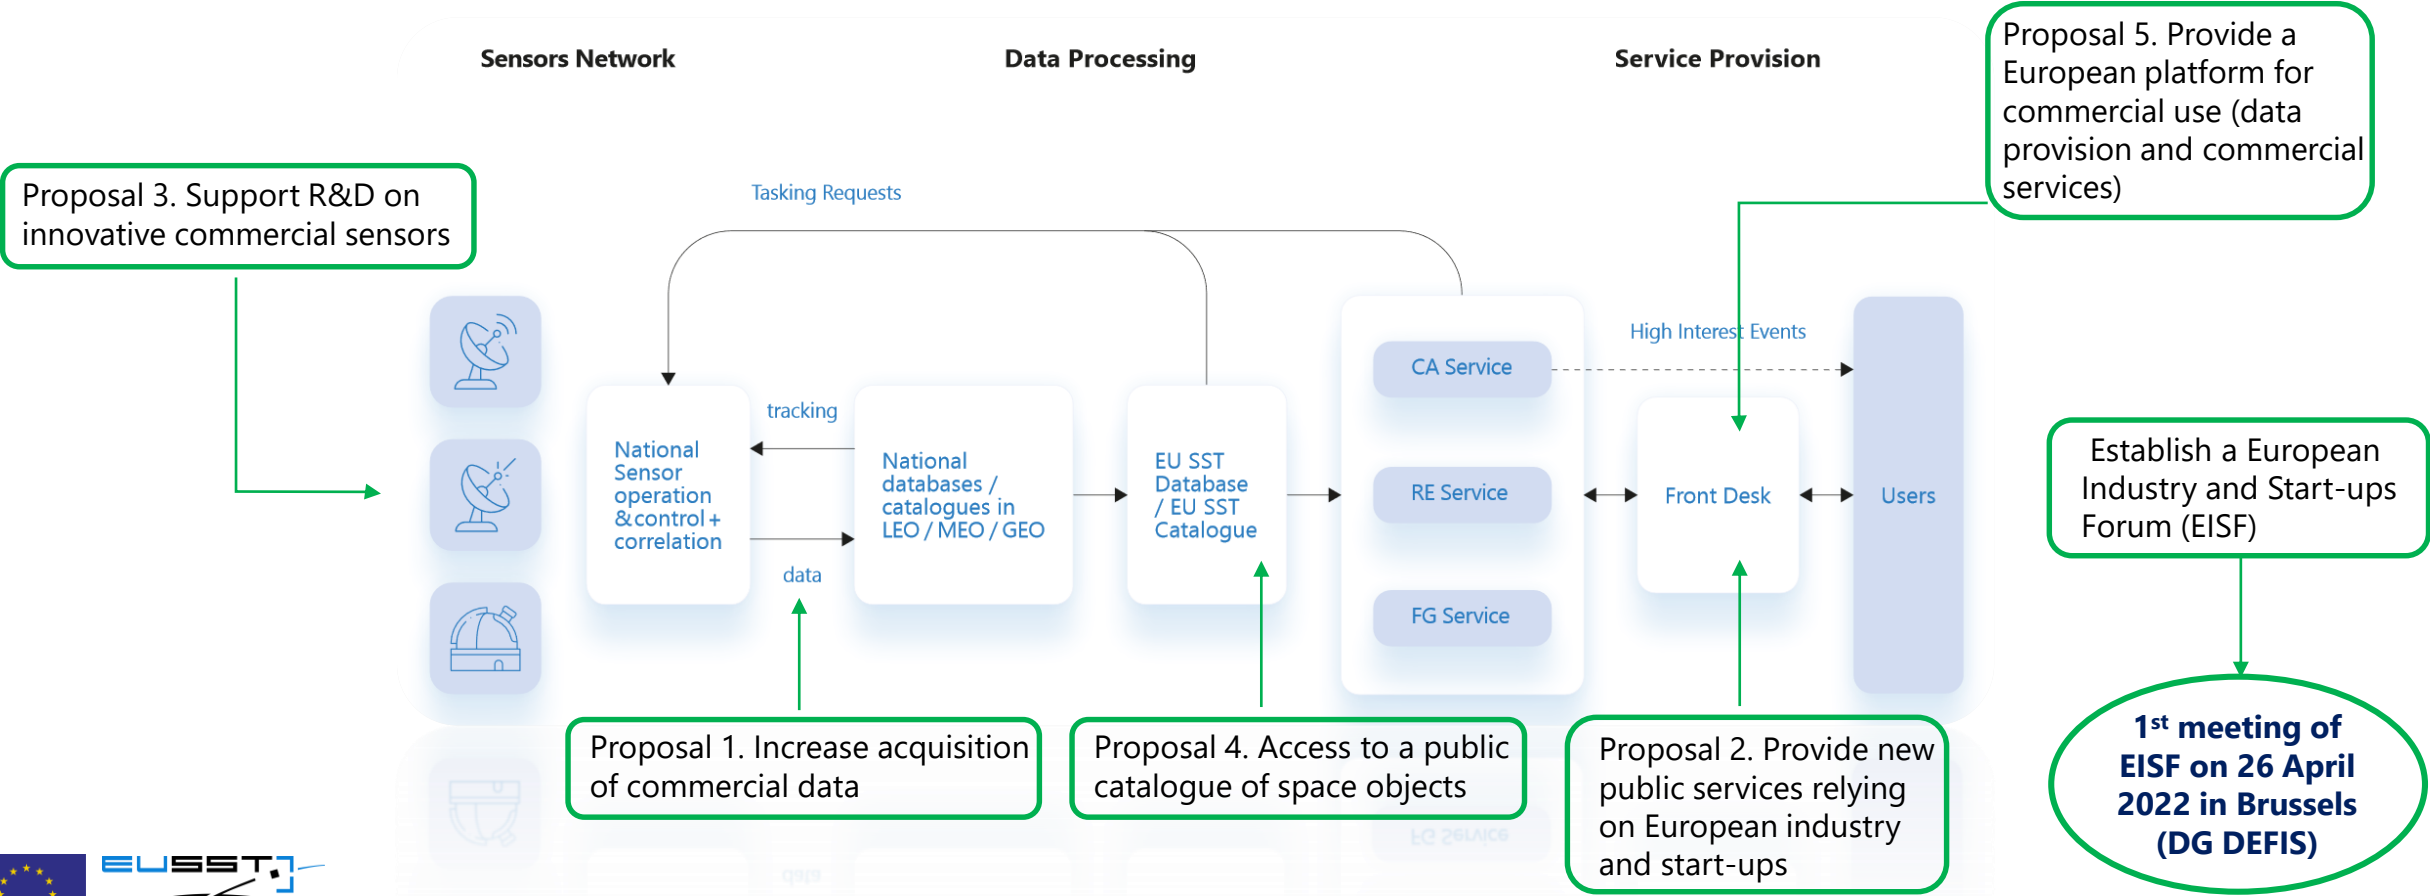 Sensors Network
Data Processing
Service Provision
Proposal 5. Provide a
European platform for
commercial use (data
provision and commercial
services)
Proposal 3. Support R&D on
innovative commercial sensors
Tasking Requests
High Interest Events
CA Service
RE Service
FG Service
tracking
data
National
Sensor
operation
&control+
correlation
National
databases /
catalogues in
LEO / MEO / GEO
EU SST
Database
/ EU SST
Catalogue
Front Desk
Users
Establish a European
Industry and Start-ups
Forum (EISF)
1st meeting of
EISF on 26 April
2022 in Brussels
(DG DEFIS)
Proposal 1. Increase acquisition
of commercial data
Proposal 4. Access to a public
catalogue of space objects
Proposal 2. Provide new
public services relying
on European industry
and start-ups
FG Service
data
EUSST